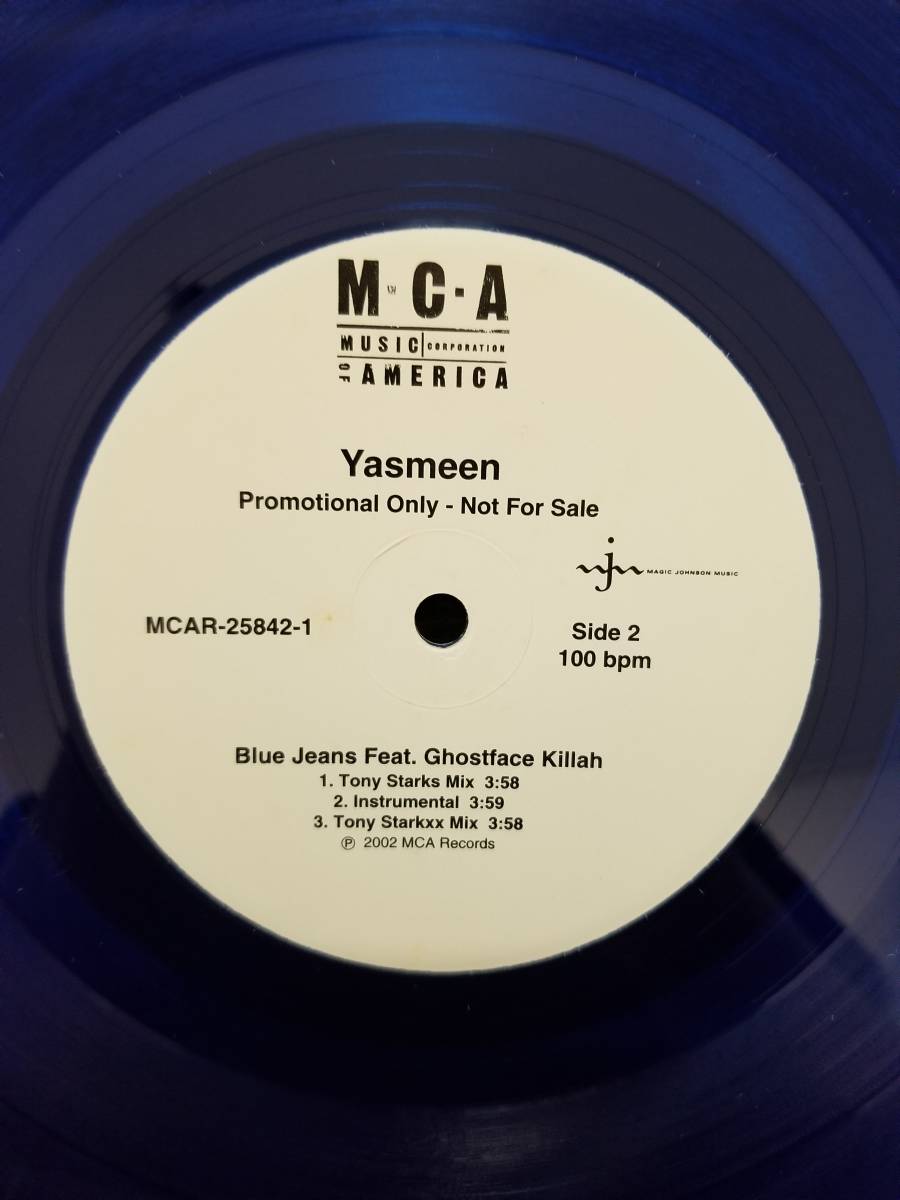 M·C·A
MUSIC CORPORATION
OF AMERICA
Yasmeen
Promotional Only - Not For Sale
mjm MAGIC JOHNSON MUSIC
MCAR-25842-1
Side 2
100 bpm
Blue Jeans Feat. Ghostface Killah
1. Tony Starks Mix 3:58
2. Instrumental 3:59
3. Tony Starkxx Mix 3:58
℗ 2002 MCA Records